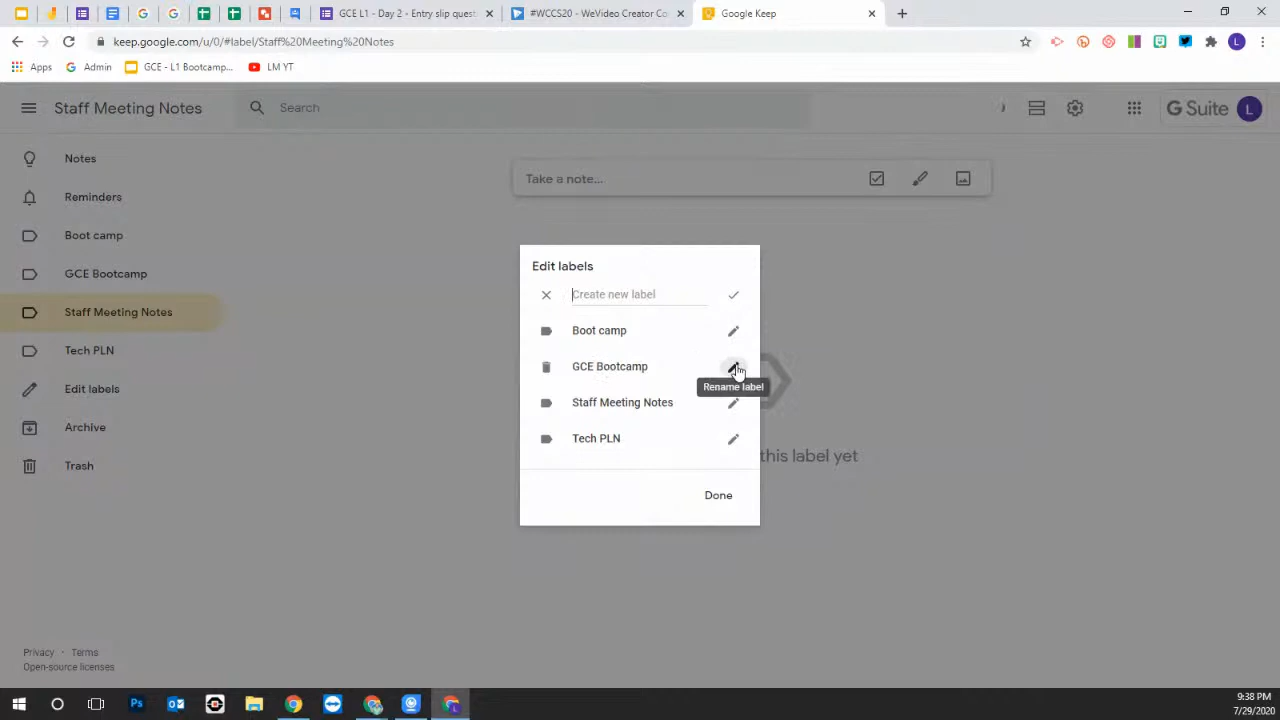 GCE L1 - Day 2 - Entry slip quest
#WCCS20 - WeVideo Creator Co
Google Keep
keep.google.com/u/0/#label/Staff%20Meeting%20Notes
L
Apps
Admin
GCE - L1 Bootcamp...
LM YT
Staff Meeting Notes
Search
G Suite
L
Notes
Take a note...
Reminders
Boot camp
GCE Bootcamp
Staff Meeting Notes
Tech PLN
Edit labels
Archive
Trash
Edit labels
Create new label
Boot camp
GCE Bootcamp
Rename label
Staff Meeting Notes
Tech PLN
this label yet
Done
Privacy · Terms
Open-source licenses
Ps
9:38 PM
7/29/2020